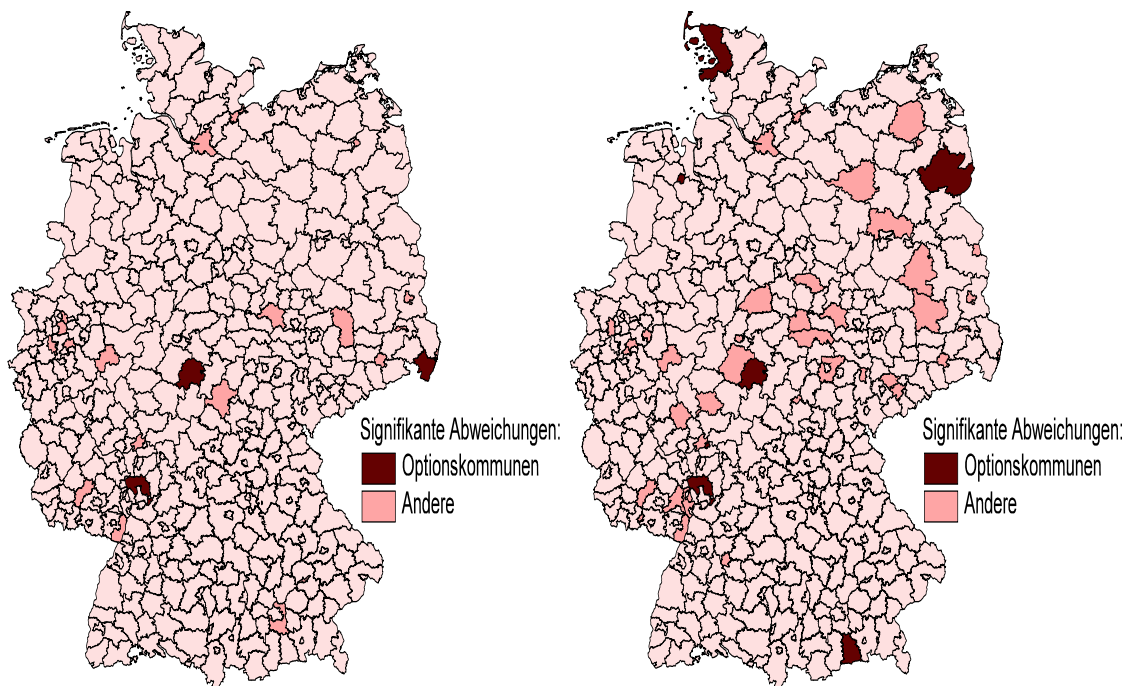 Signifikante Abweichungen:
Optionskommunen
Andere
Signifikante Abweichungen:
Optionskommunen
Andere